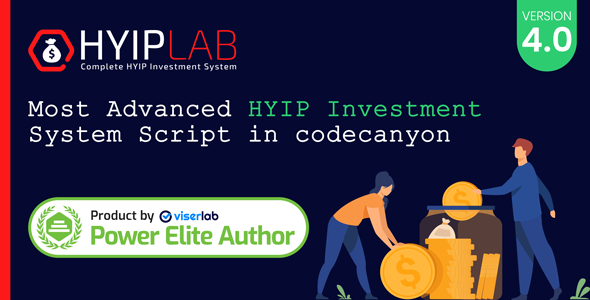 HYIPLAB
Complete HYIP Investment System
VERSION
4.0
Most Advanced HYIP Investment
System Script in codecanyon
Product by viserlab
Power Elite Author
$
$
$